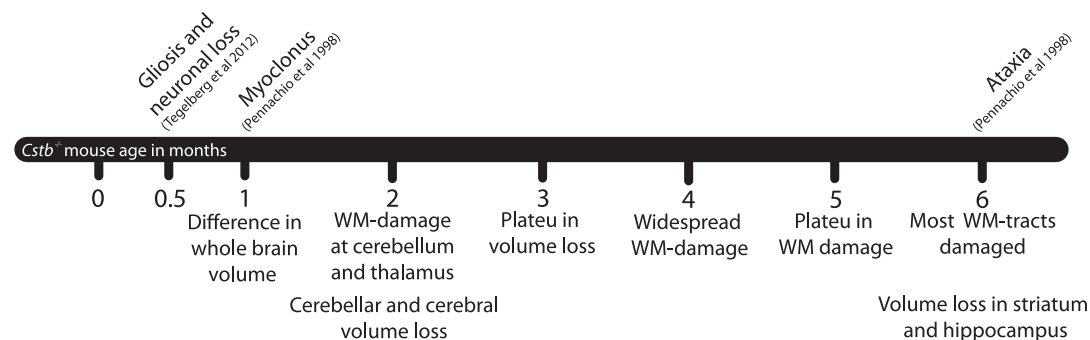 Gliosis and
neuronal loss
(Tegelberg et al 2012)
Myoclonus
(Pennachio et al 1998)
Ataxia
(Pennachio et al 1998)
Cstb⁻/⁻ mouse age in months
0 0.5 1 2 3 4 5 6
Difference in
whole brain
volume
WM-damage
at cerebellum
and thalamus
Cerebellar and cerebral
volume loss
Plateu in
volume loss
Widespread
WM-damage
Plateu in
WM damage
Most WM-tracts
damaged
Volume loss in striatum
and hippocampus